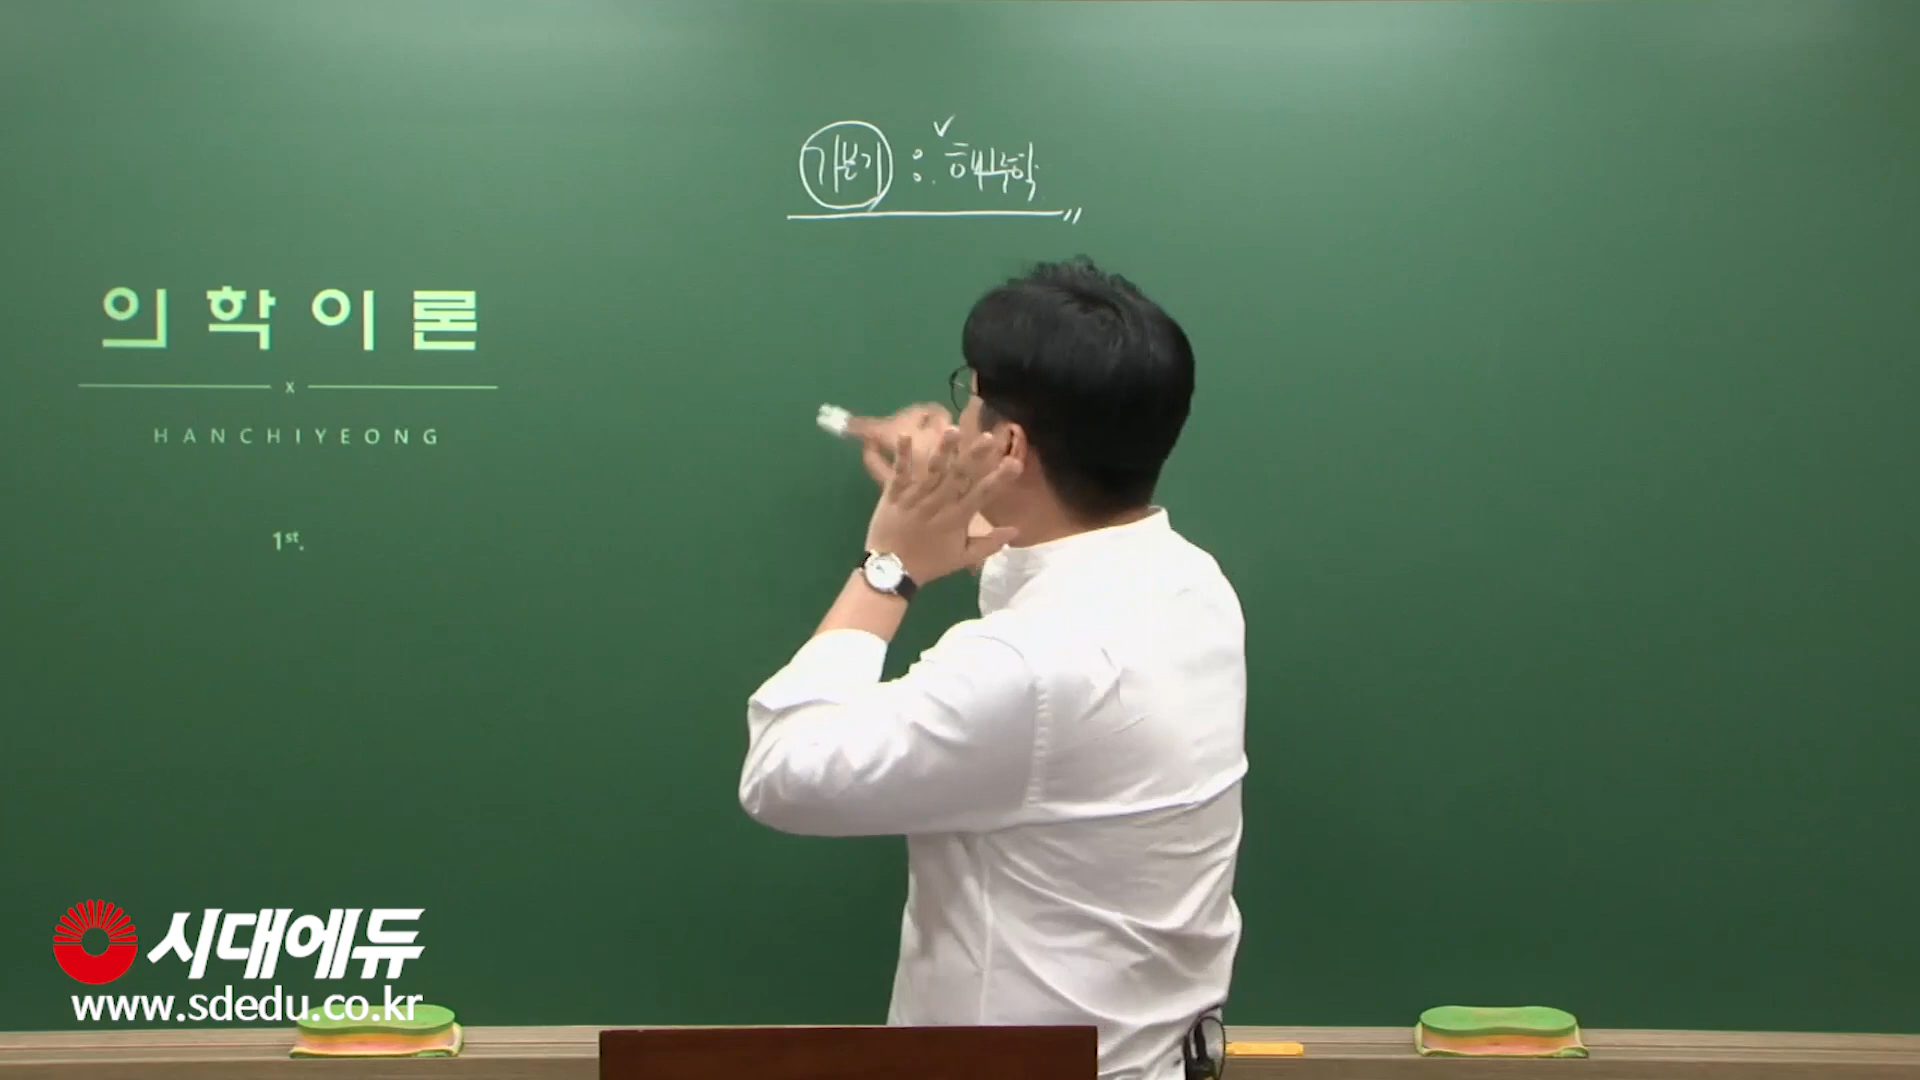 기본기 : 해부학
의학이론
x
HANCHIYEONG
1st.
시대에듀
www.sdedu.co.kr